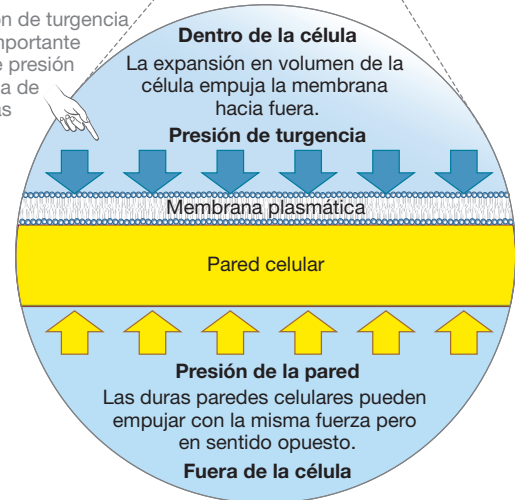 ón de turgencia
mportante
e presión
a de
as
Dentro de la célula
La expansión en volumen de la
célula empuja la membrana
hacia fuera.
Presión de turgencia
Membrana plasmática
Pared celular
Presión de la pared
Las duras paredes celulares pueden
empujar con la misma fuerza pero
en sentido opuesto.
Fuera de la célula